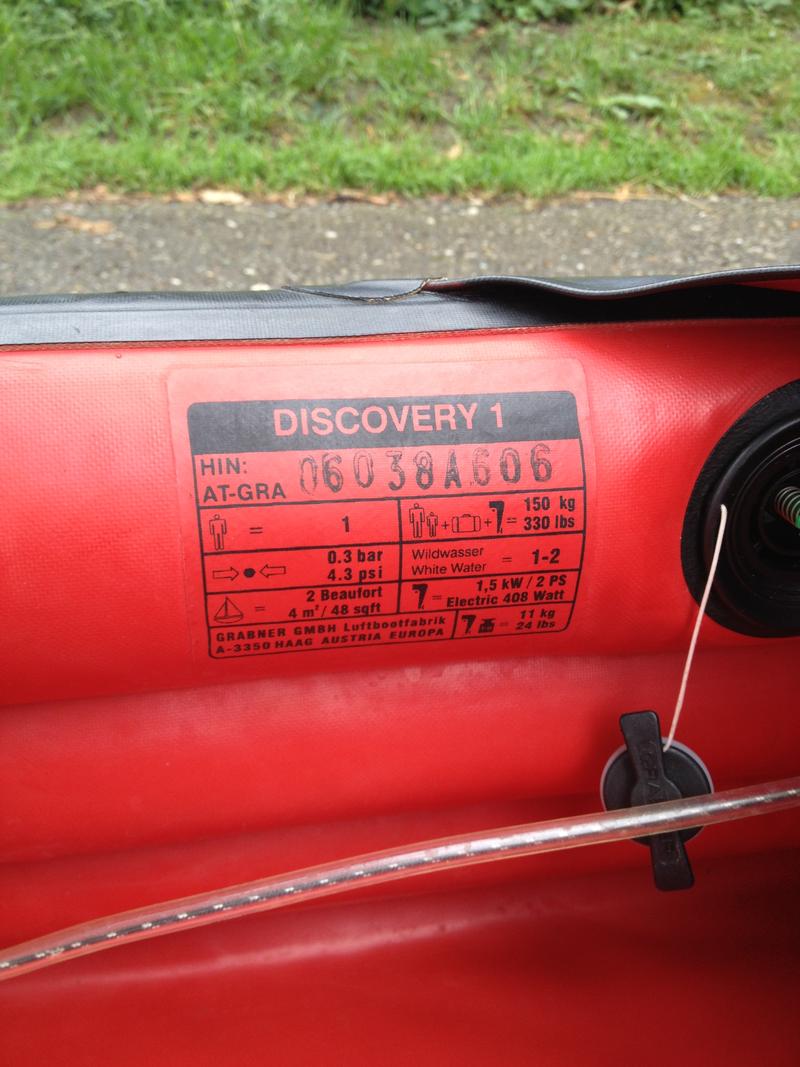 DISCOVERY 1
HIN:
AT-GRA 06038A606
= 1
+ + = 150 kg
330 lbs
0.3 bar
4.3 psi
Wildwasser
White Water = 1-2
= 2 Beaufort
4 m²/48 sqft
= 1,5 kW / 2 PS
Electric 408 Watt
GRABNER GMBH Luftbootfabrik
A-3350 HAAG AUSTRIA EUROPA
11 kg
24 lbs